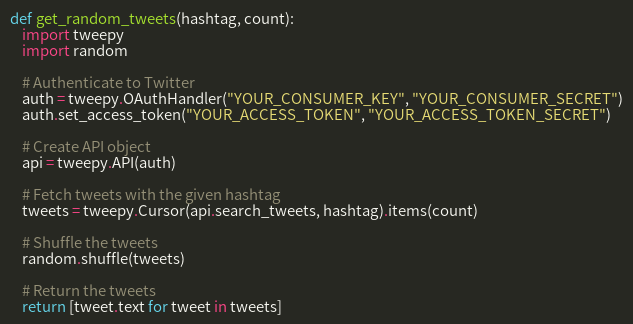 def get_random_tweets(hashtag, count):
import tweepy
import random
# Authenticate to Twitter
auth = tweepy.OAuthHandler("YOUR_CONSUMER_KEY", "YOUR_CONSUMER_SECRET")
auth.set_access_token("YOUR_ACCESS_TOKEN", "YOUR_ACCESS_TOKEN_SECRET")
# Create API object
api = tweepy.API(auth)
# Fetch tweets with the given hashtag
tweets = tweepy.Cursor(api.search_tweets, hashtag).items(count)
# Shuffle the tweets
random.shuffle(tweets)
# Return the tweets
return [tweet.text for tweet in tweets]